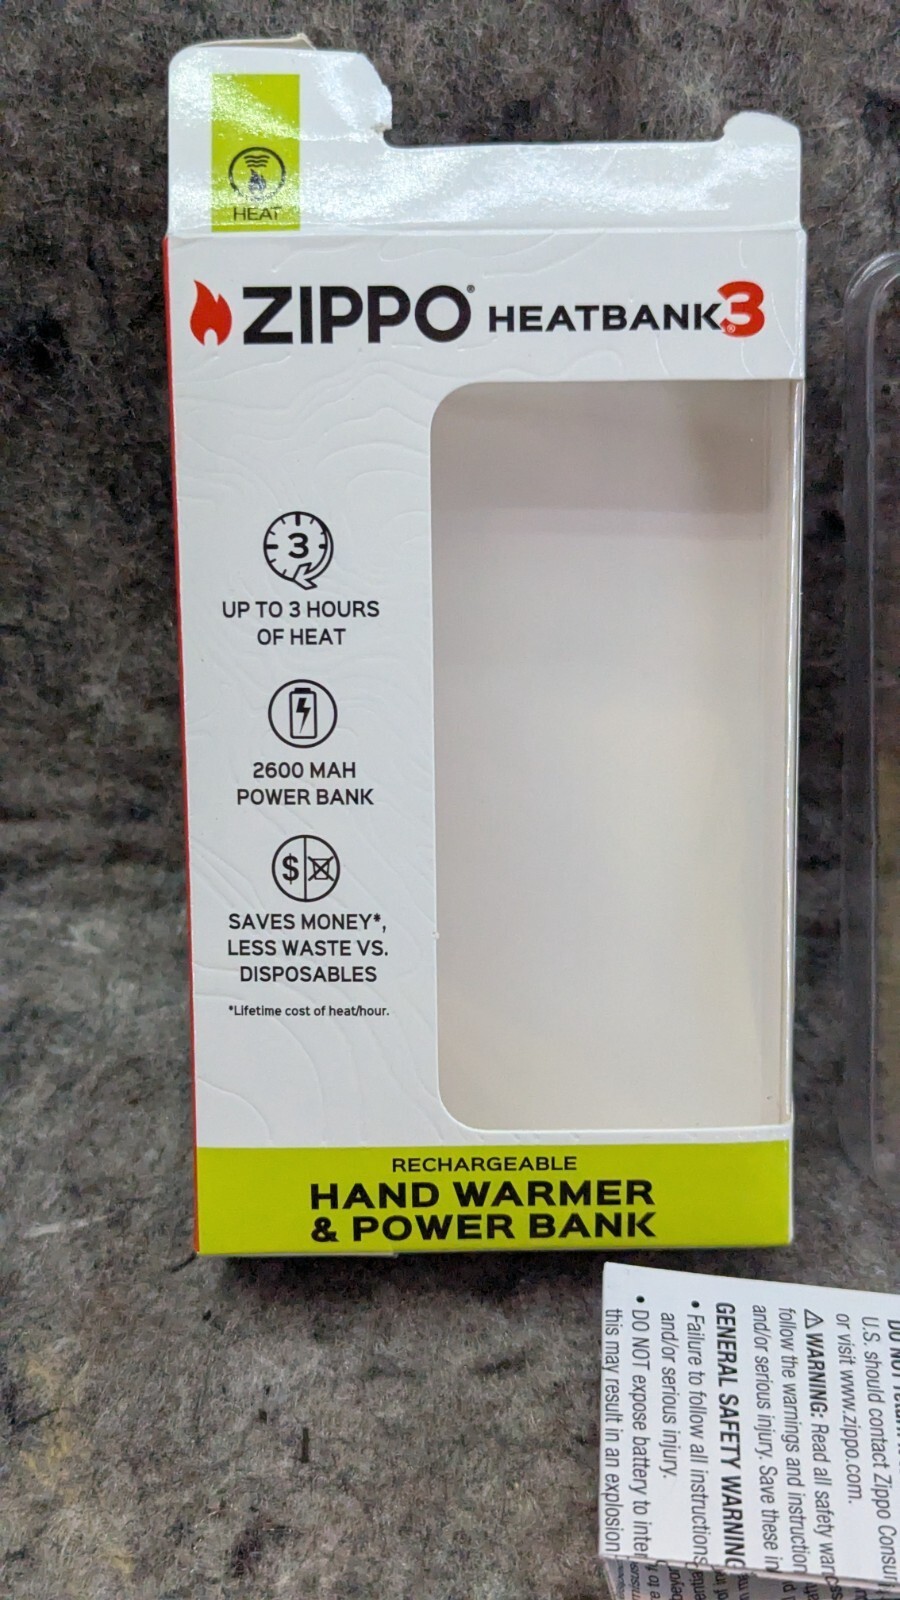 HEAT
ZIPPO® HEATBANK®3
3
UP TO 3 HOURS
OF HEAT
2600 MAH
POWER BANK
$
SAVES MONEY*,
LESS WASTE VS.
DISPOSABLES
*Lifetime cost of heat/hour.
RECHARGEABLE
HAND WARMER
& POWER BANK
U.S. should contact Zippo
or visit www.zippo.com.
⚠ WARNING: Read all safety
follow the warnings and
and/or serious injury. Save these
GENERAL SAFETY
• Failure to follow all
and/or serious injury.
• DO NOT expose battery to
this may result in an explosion